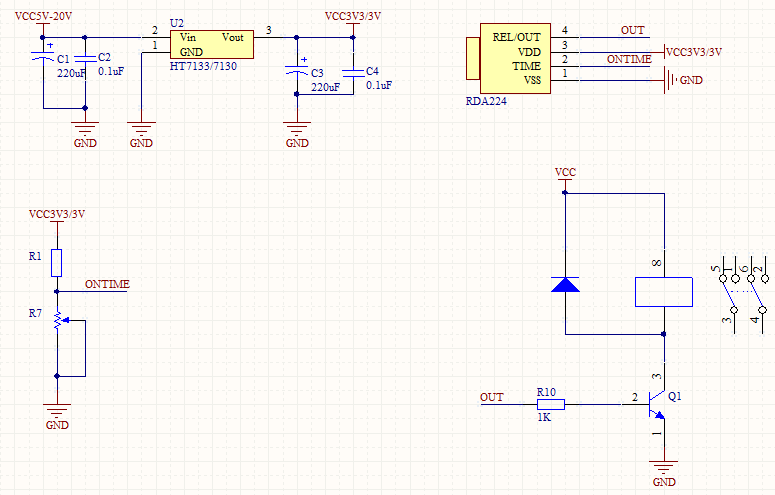 VCC5V-20V
U2
VCC3V3/3V
2
Vin
Vout
3
1
GND
HT7133/7130
+
C1
220uF
C2
0.1uF
+
C3
220uF
C4
0.1uF
GND
GND
GND
REL/OUT
4
OUT
VDD
3
VCC3V3/3V
TIME
2
ONTIME
VSS
1
GND
RDA224
VCC3V3/3V
R1
ONTIME
R7
GND
VCC
8
5
1
6
2
3
4
OUT
R10
1K
2
3
Q1
1
GND